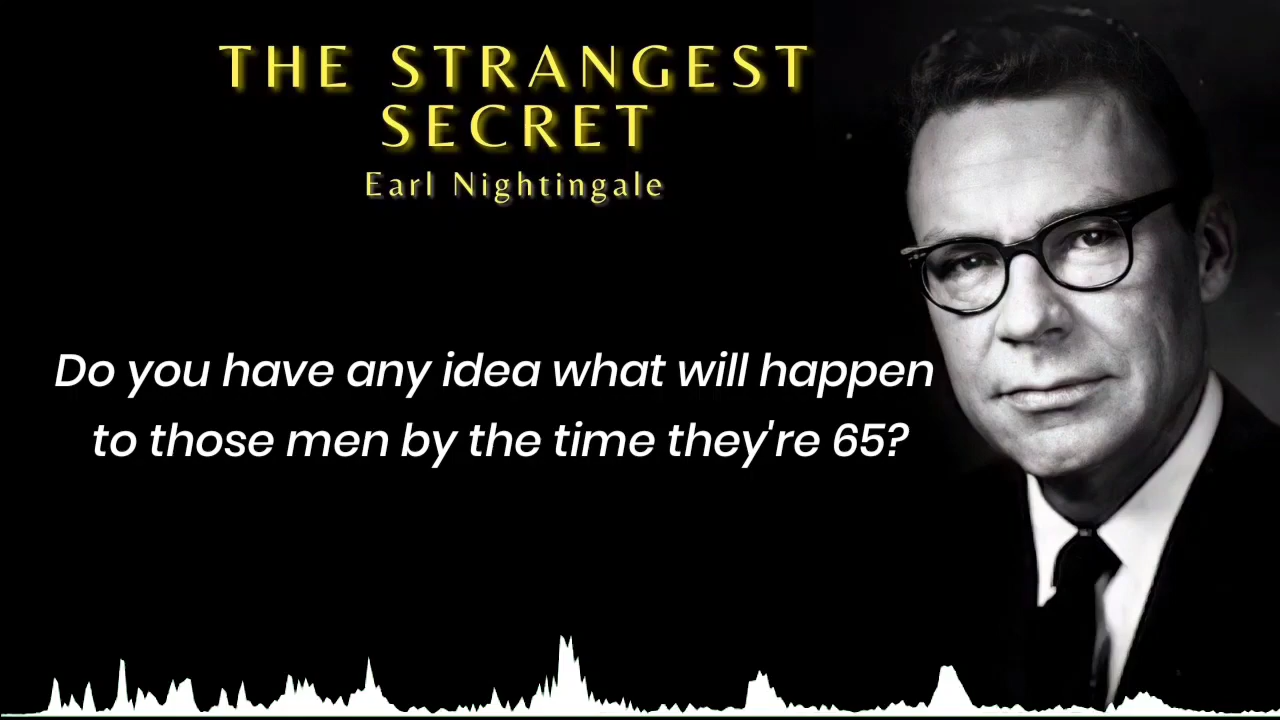 THE STRANGEST
SECRET
Earl Nightingale
Do you have any idea what will happen
to those men by the time they're 65?